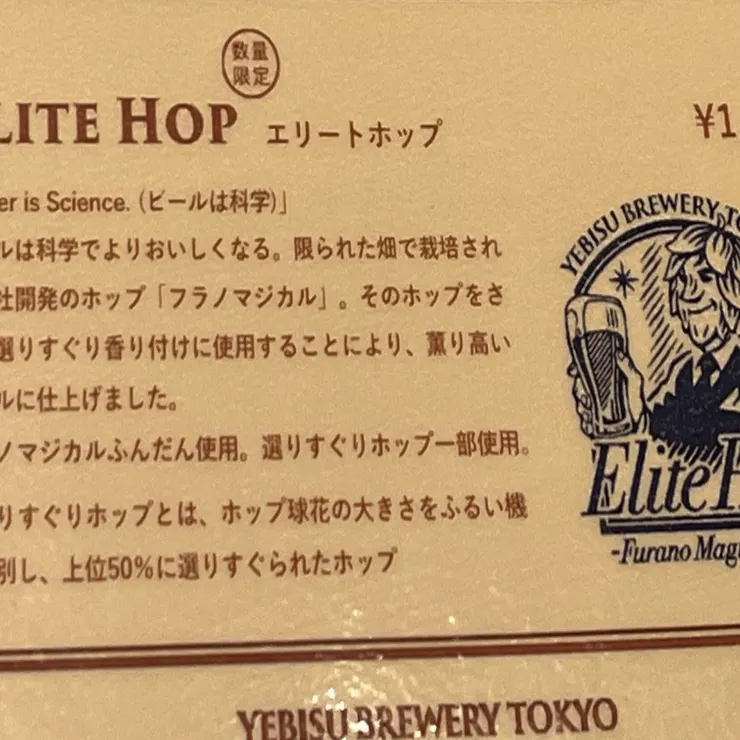 数量
限定
LITE HOP エリートホップ ¥1
er is Science. (ビールは科学)」
ルは科学でよりおいしくなる。限られた畑で栽培され
社開発のホップ「フラノマジカル」。そのホップをさ
選りすぐり香り付けに使用することにより、薫り高い
ルに仕上げました。
ノマジカルふんだん使用。選りすぐりホップ一部使用。
りすぐりホップとは、ホップ球花の大きさをふるい機
別し、上位50%に選りすぐられたホップ
YEBISU BREWERY TO
Elite H
-Furano Mag
YEBISU BREWERY TOKYO